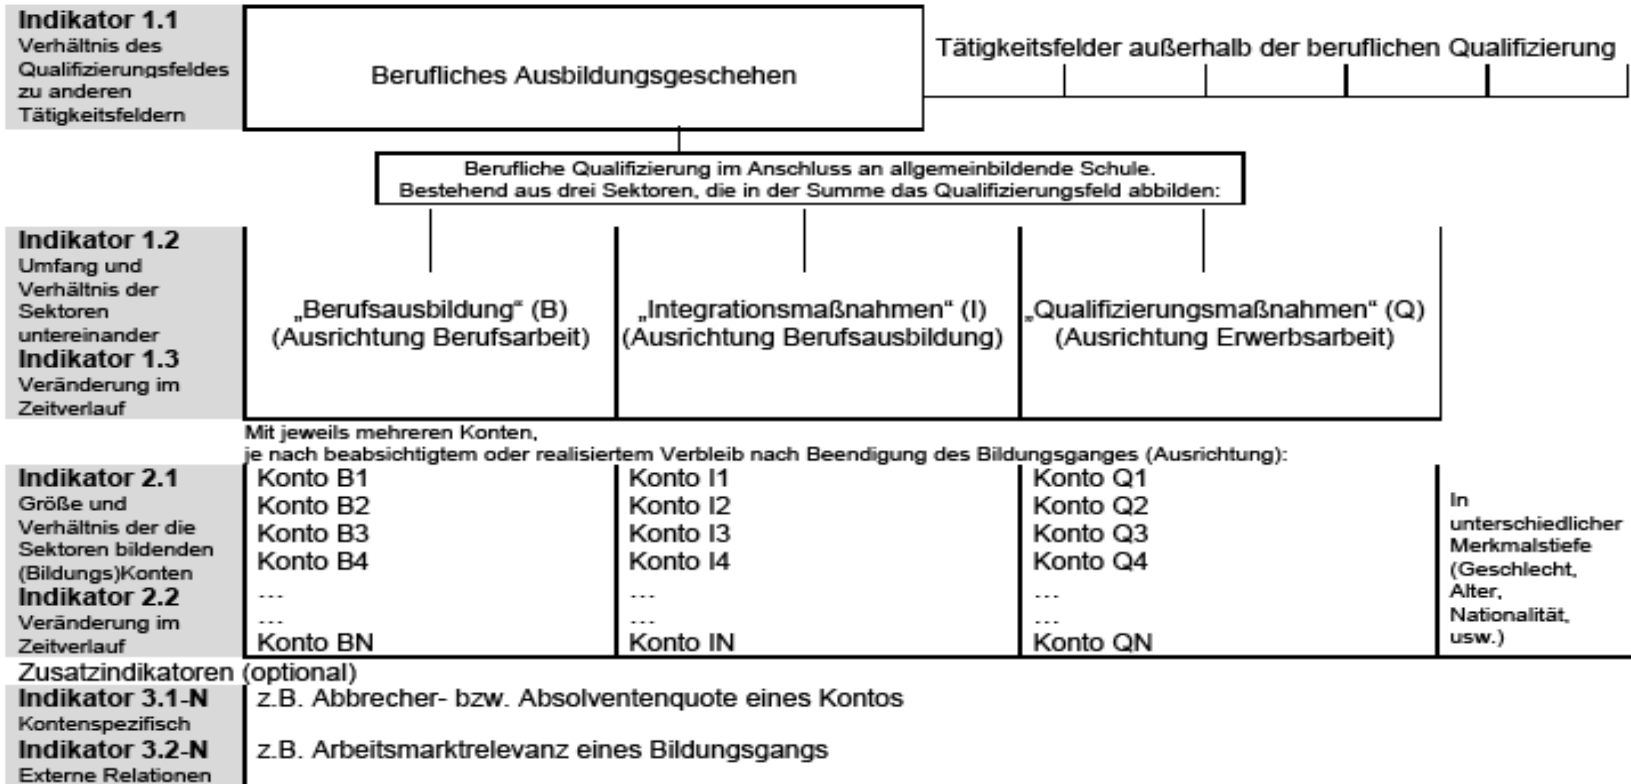 Indikator 1.1
Verhältnis des
Qualifizierungsfeldes
zu anderen
Tätigkeitsfeldern
Berufliches Ausbildungsgeschehen
Tätigkeitsfelder außerhalb der beruflichen Qualifizierung
Berufliche Qualifizierung im Anschluss an allgemeinbildende Schule.
Bestehend aus drei Sektoren, die in der Summe das Qualifizierungsfeld abbilden:
Indikator 1.2
Umfang und
Verhältnis der
Sektoren
untereinander
Indikator 1.3
Veränderung im
Zeitverlauf
„Berufsausbildung“ (B)
(Ausrichtung Berufsarbeit)
„Integrationsmaßnahmen“ (I)
(Ausrichtung Berufsausbildung)
„Qualifizierungsmaßnahmen“ (Q)
(Ausrichtung Erwerbsarbeit)
Mit jeweils mehreren Konten,
je nach beabsichtigtem oder realisiertem Verbleib nach Beendigung des Bildungsganges (Ausrichtung):
Indikator 2.1
Größe und
Verhältnis der die
Sektoren bildenden
(Bildungs)Konten
Indikator 2.2
Veränderung im
Zeitverlauf
Konto B1
Konto B2
Konto B3
Konto B4
...
...
Konto BN
Konto I1
Konto I2
Konto I3
Konto I4
...
...
Konto IN
Konto Q1
Konto Q2
Konto Q3
Konto Q4
...
...
Konto QN
In
unterschiedlicher
Merkmalstiefe
(Geschlecht,
Alter,
Nationalität,
usw.)
Zusatzindikatoren (optional)
Indikator 3.1-N
Kontenspezifisch
z.B. Abbrecher- bzw. Absolventenquote eines Kontos
Indikator 3.2-N
Externe Relationen
z.B. Arbeitsmarktrelevanz eines Bildungsgangs